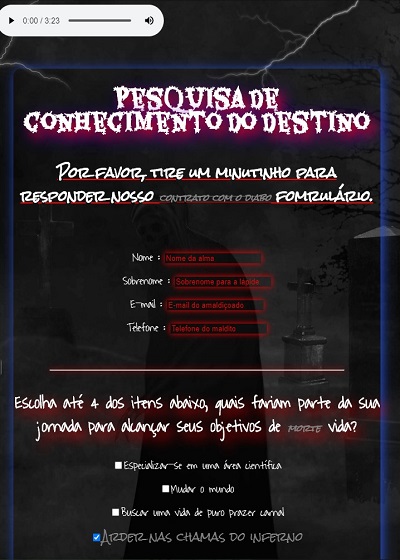 0:00 / 3:23
PESQUISA DE
CONHECIMENTO DO DESTINO
Por favor, tire um minutinho para
responder nosso contrato com o diabo fomrulário.
Nome : Nome da alma
Sobrenome : Sobrenome para a lápide
E-mail : E-mail do amaldiçoado
Telefone : Telefone do maldito
Escolha até 4 dos itens abaixo, quais fariam parte da sua
jornada para alcançar seus objetivos de morte vida?
Especializar-se em uma área científica
Mudar o mundo
Buscar uma vida de puro prazer carnal
Arder nas chamas do inferno